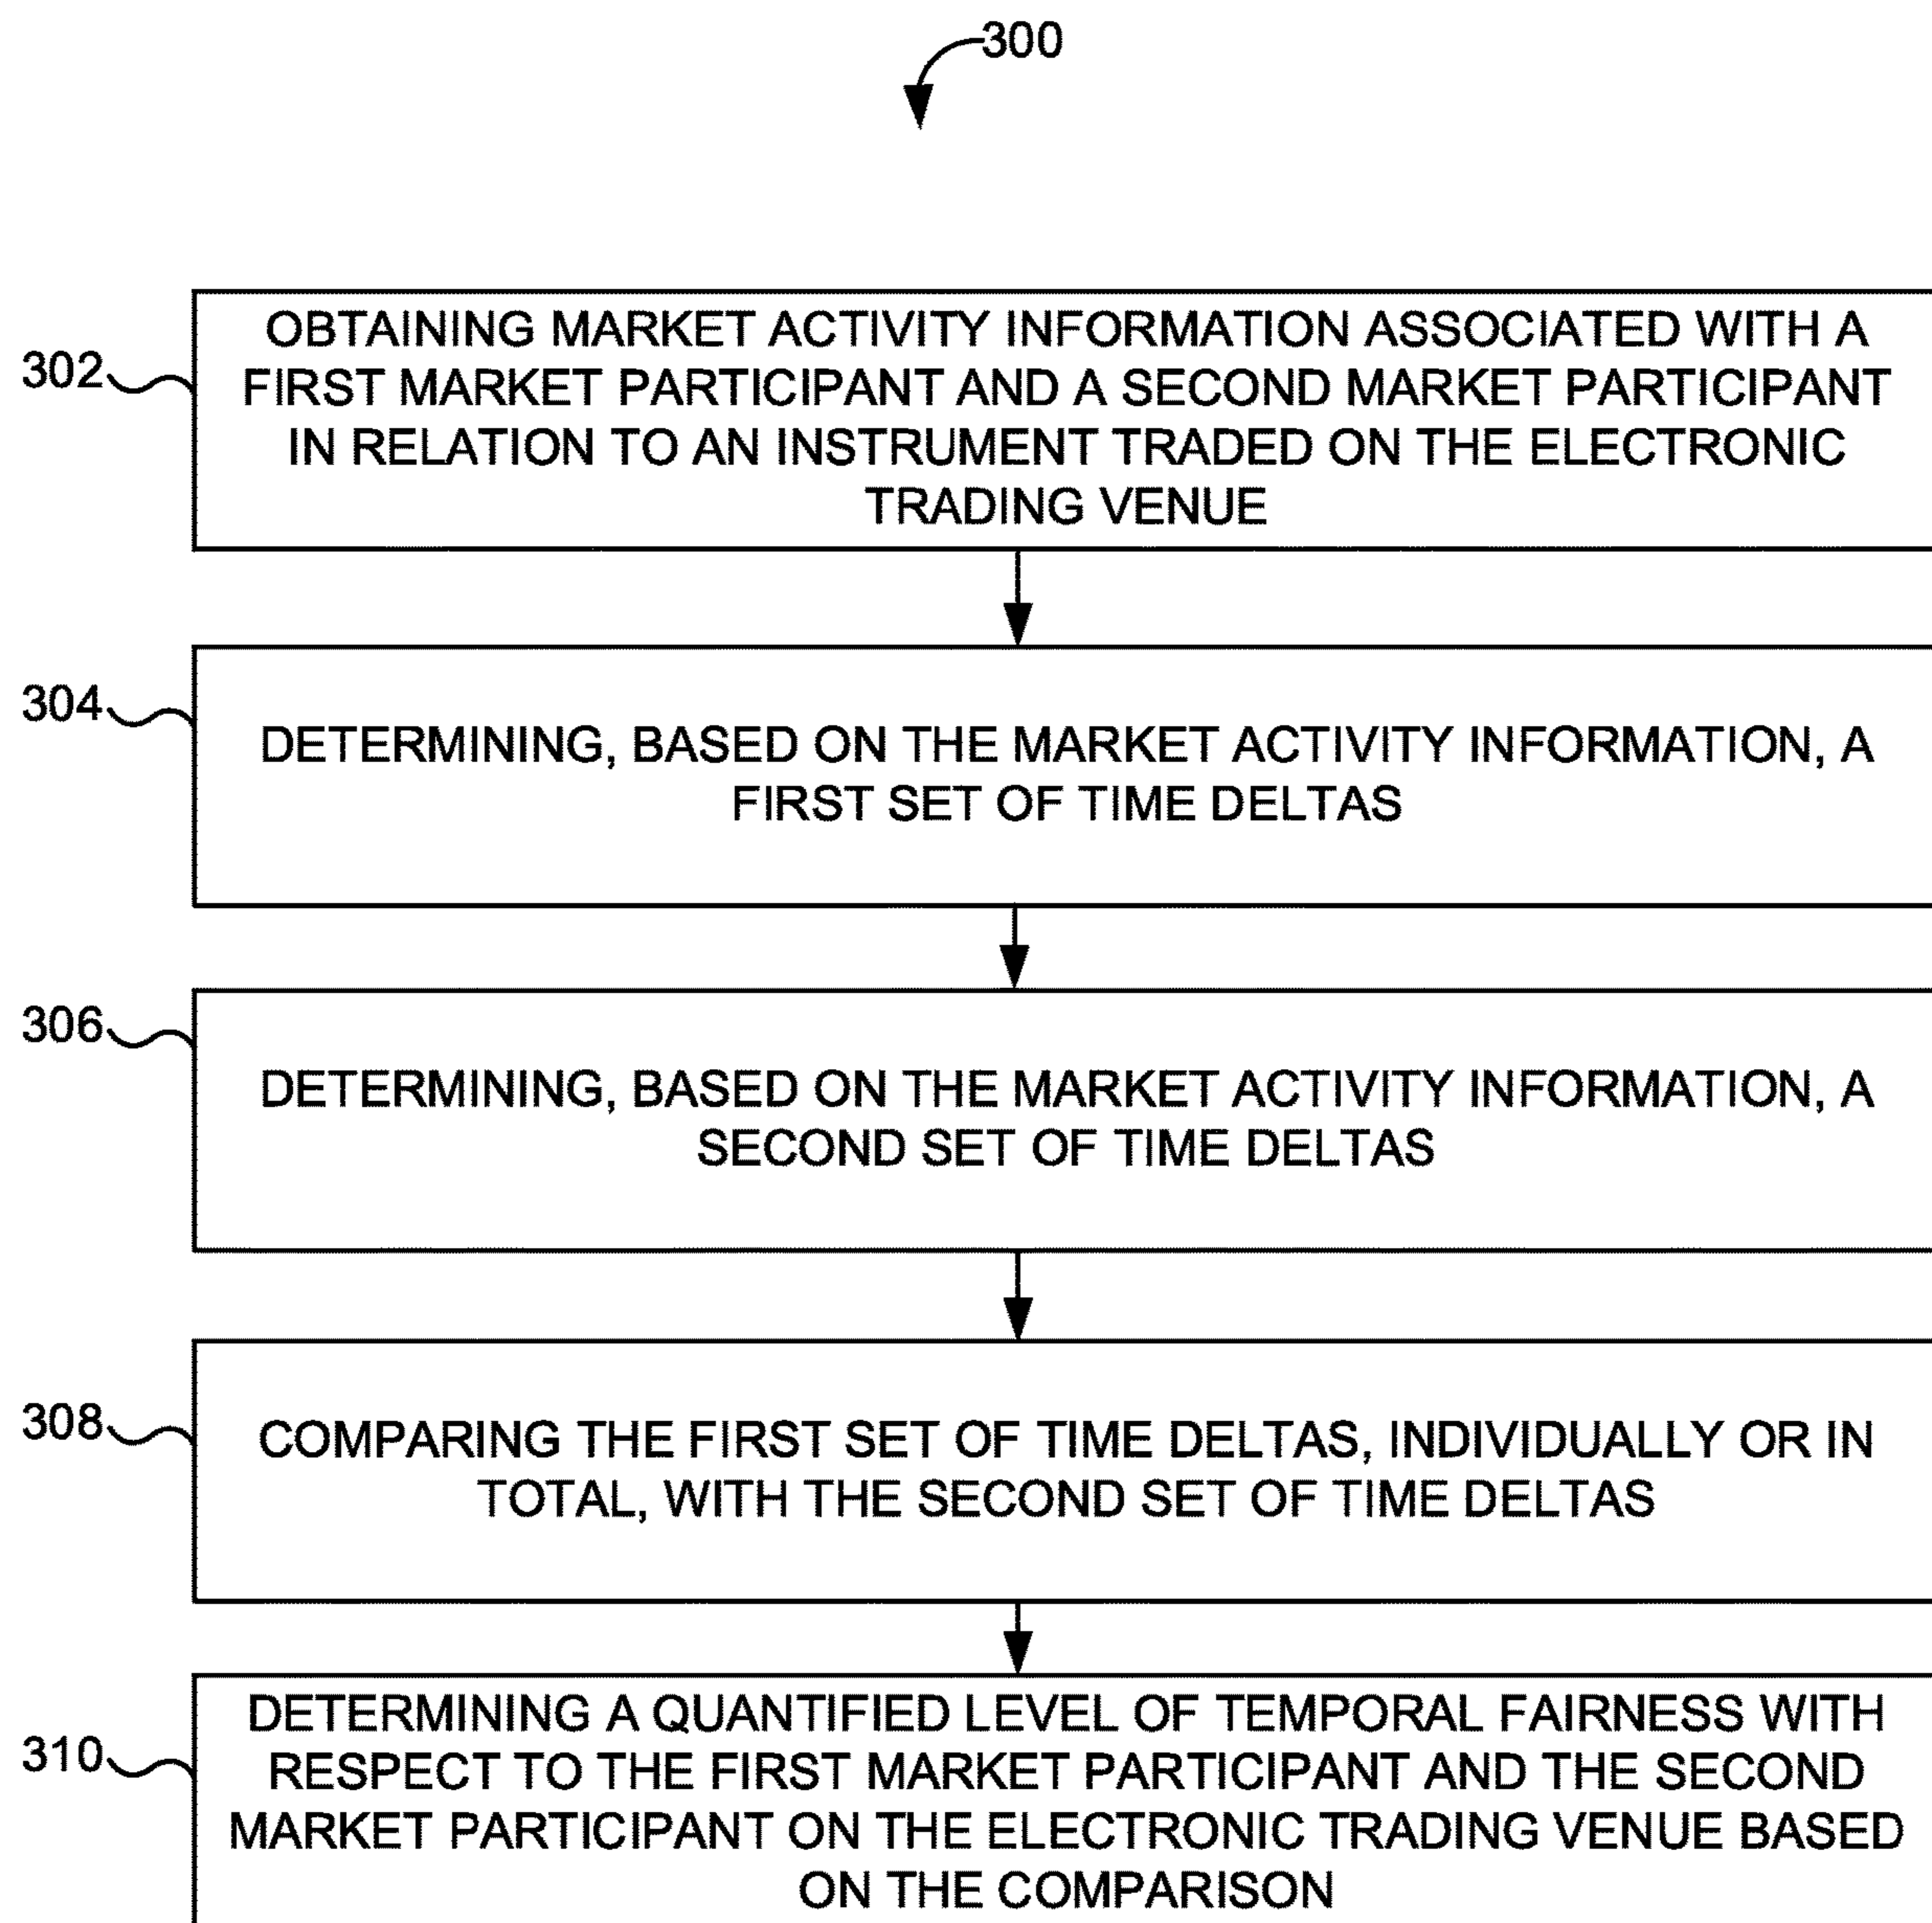 300
302
OBTAINING MARKET ACTIVITY INFORMATION ASSOCIATED WITH A
FIRST MARKET PARTICIPANT AND A SECOND MARKET PARTICIPANT
IN RELATION TO AN INSTRUMENT TRADED ON THE ELECTRONIC
TRADING VENUE
304
DETERMINING, BASED ON THE MARKET ACTIVITY INFORMATION, A
FIRST SET OF TIME DELTAS
306
DETERMINING, BASED ON THE MARKET ACTIVITY INFORMATION, A
SECOND SET OF TIME DELTAS
308
COMPARING THE FIRST SET OF TIME DELTAS, INDIVIDUALLY OR IN
TOTAL, WITH THE SECOND SET OF TIME DELTAS
310
DETERMINING A QUANTIFIED LEVEL OF TEMPORAL FAIRNESS WITH
RESPECT TO THE FIRST MARKET PARTICIPANT AND THE SECOND
MARKET PARTICIPANT ON THE ELECTRONIC TRADING VENUE BASED
ON THE COMPARISON